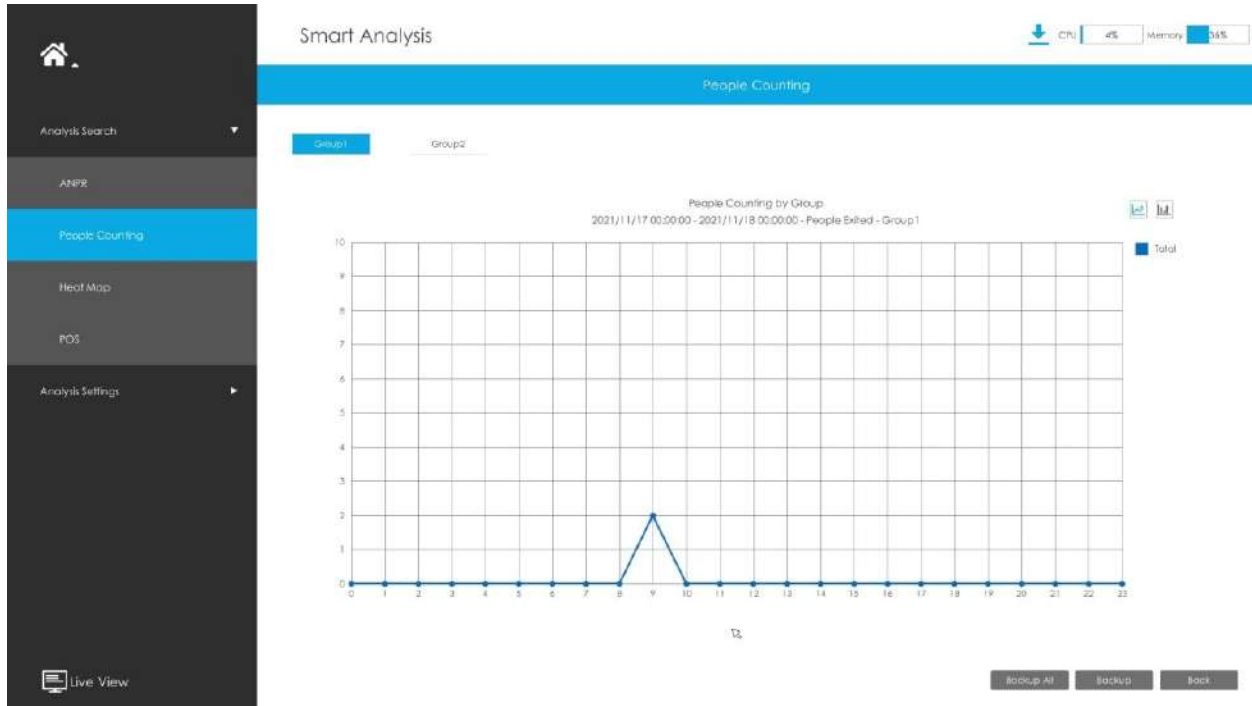 Smart Analysis
CPU 4% Memory 36%
People Counting
Analysis Search
ANPR
People Counting
Heat Map
POS
Analysis Settings
Live View
Group1 Group2
People Counting by Group
2021/11/17 00:00:00 - 2021/11/18 00:00:00 - People Exited - Group1
Total
10
9
8
7
6
5
4
3
2
1
0
0 1 2 3 4 5 6 7 8 9 10 11 12 13 14 15 16 17 18 19 20 21 22 23
Backup All Backup Back